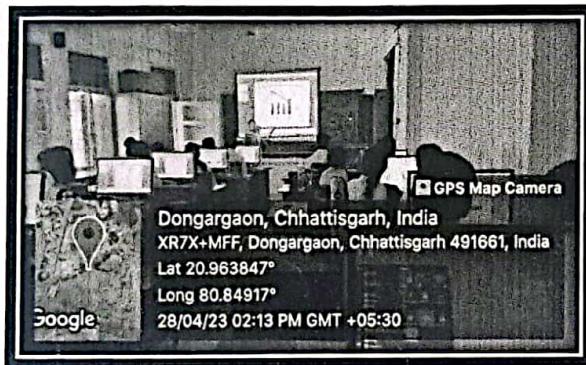 GPS Map Camera
Dongargaon, Chhattisgarh, India
XR7X+MFF, Dongargaon, Chhattisgarh 491661, India
Lat 20.963847°
Long 80.84917°
28/04/23 02:13 PM GMT +05:30
Google